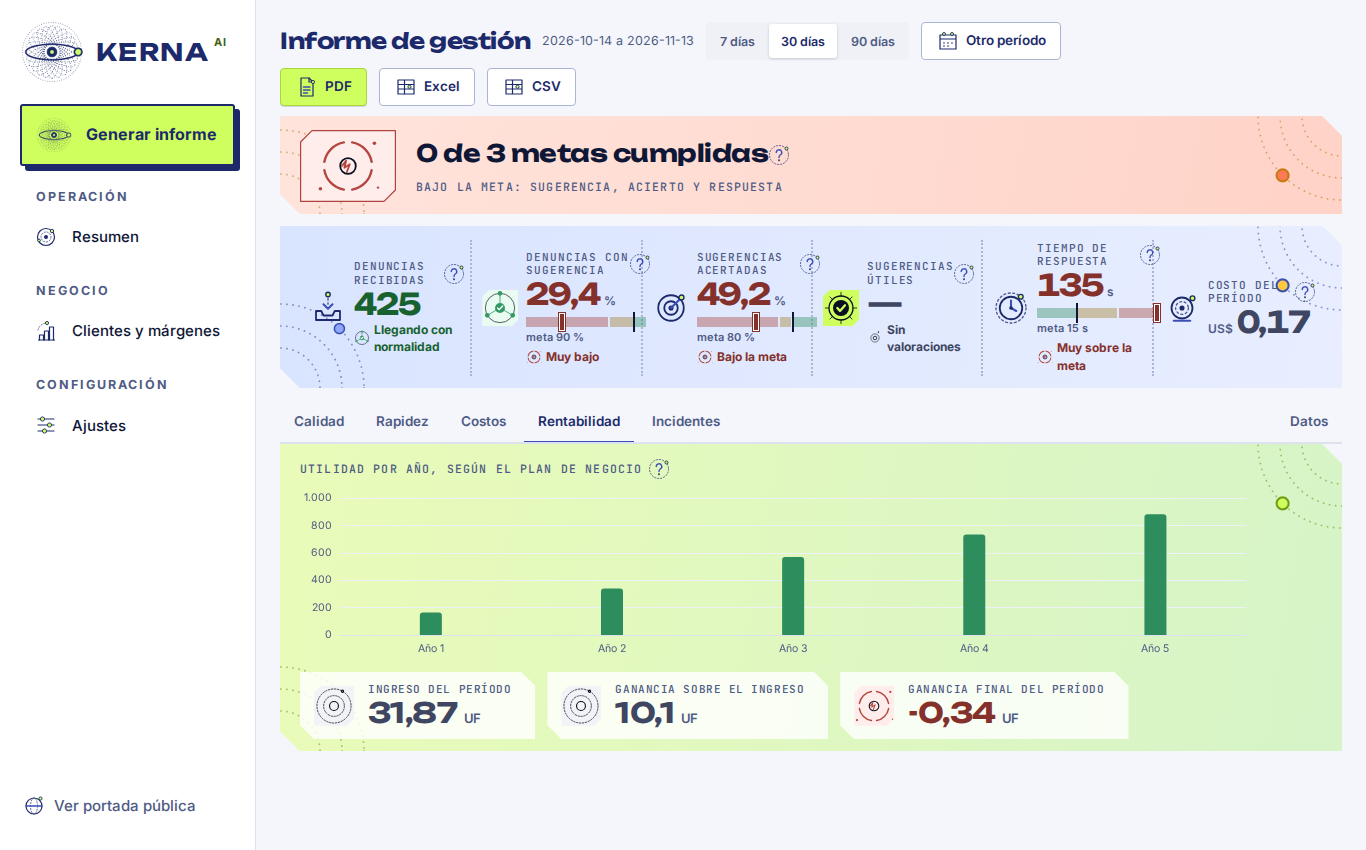 KERNA AI
Generar informe
OPERACIÓN
Resumen
NEGOCIO
Clientes y márgenes
CONFIGURACIÓN
Ajustes
Ver portada pública
Informe de gestión
2026-10-14 a 2026-11-13
7 días
30 días
90 días
Otro período
PDF
Excel
CSV
0 de 3 metas cumplidas
?
BAJO LA META: SUGERENCIA, ACIERTO Y RESPUESTA
DENUNCIAS
RECIBIDAS
?
425
Llegando con
normalidad
DENUNCIAS CON
SUGERENCIA
?
29,4 %
meta 90 %
Muy bajo
SUGERENCIAS
ACERTADAS
?
49,2 %
meta 80 %
Bajo la meta
SUGERENCIAS
ÚTILES
?
—
Sin
valoraciones
TIEMPO DE
RESPUESTA
?
135 s
meta 15 s
Muy sobre la
meta
COSTO DEL
PERÍODO
?
US$ 0,17
Calidad
Rapidez
Costos
Rentabilidad
Incidentes
Datos
UTILIDAD POR AÑO, SEGÚN EL PLAN DE NEGOCIO
?
1.000
800
600
400
200
0
Año 1
Año 2
Año 3
Año 4
Año 5
INGRESO DEL PERÍODO
31,87 UF
GANANCIA SOBRE EL INGRESO
10,1 UF
GANANCIA FINAL DEL PERÍODO
-0,34 UF